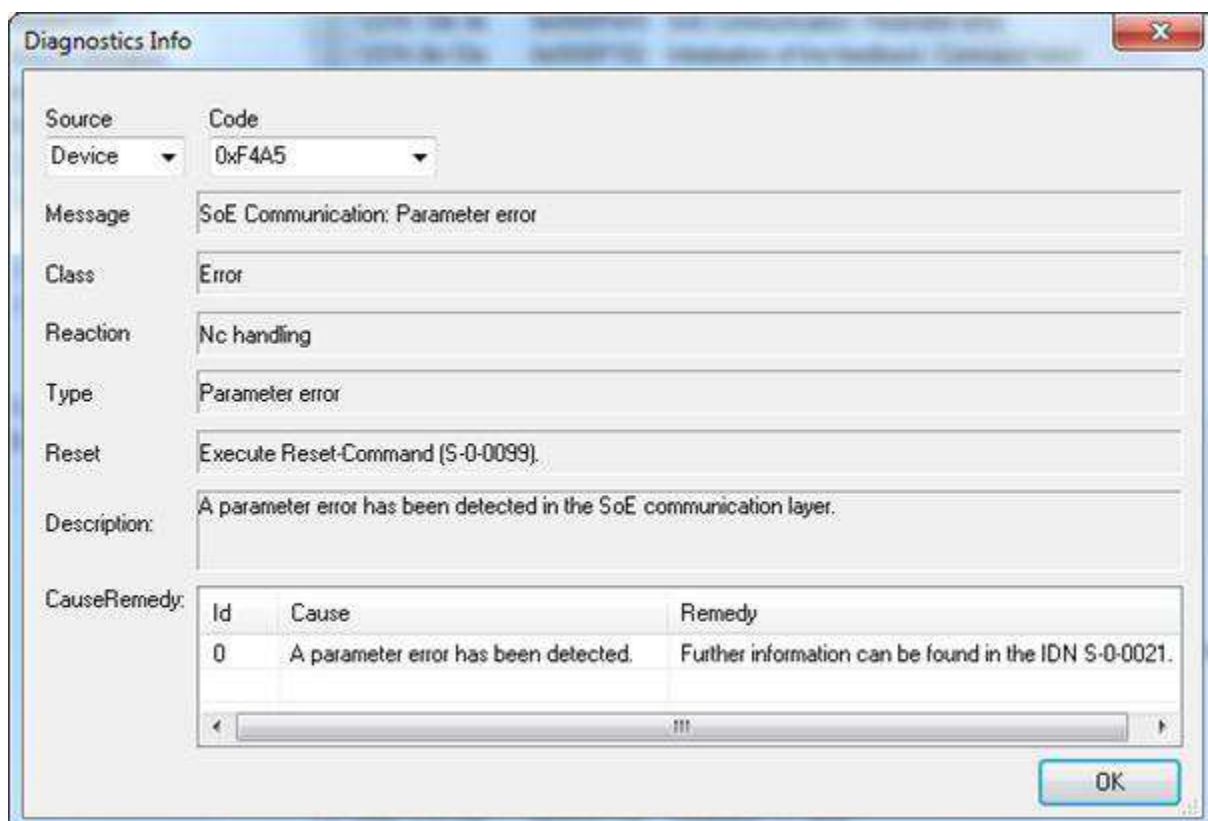 Diagnostics Info
Source Code
Device 0xF4A5
Message SoE Communication: Parameter error
Class Error
Reaction Nc handling
Type Parameter error
Reset Execute Reset-Command (S-0-0099).
Description: A parameter error has been detected in the SoE communication layer.
CauseRemedy:
Id Cause Remedy
0 A parameter error has been detected. Further information can be found in the IDN S-0-0021.
OK